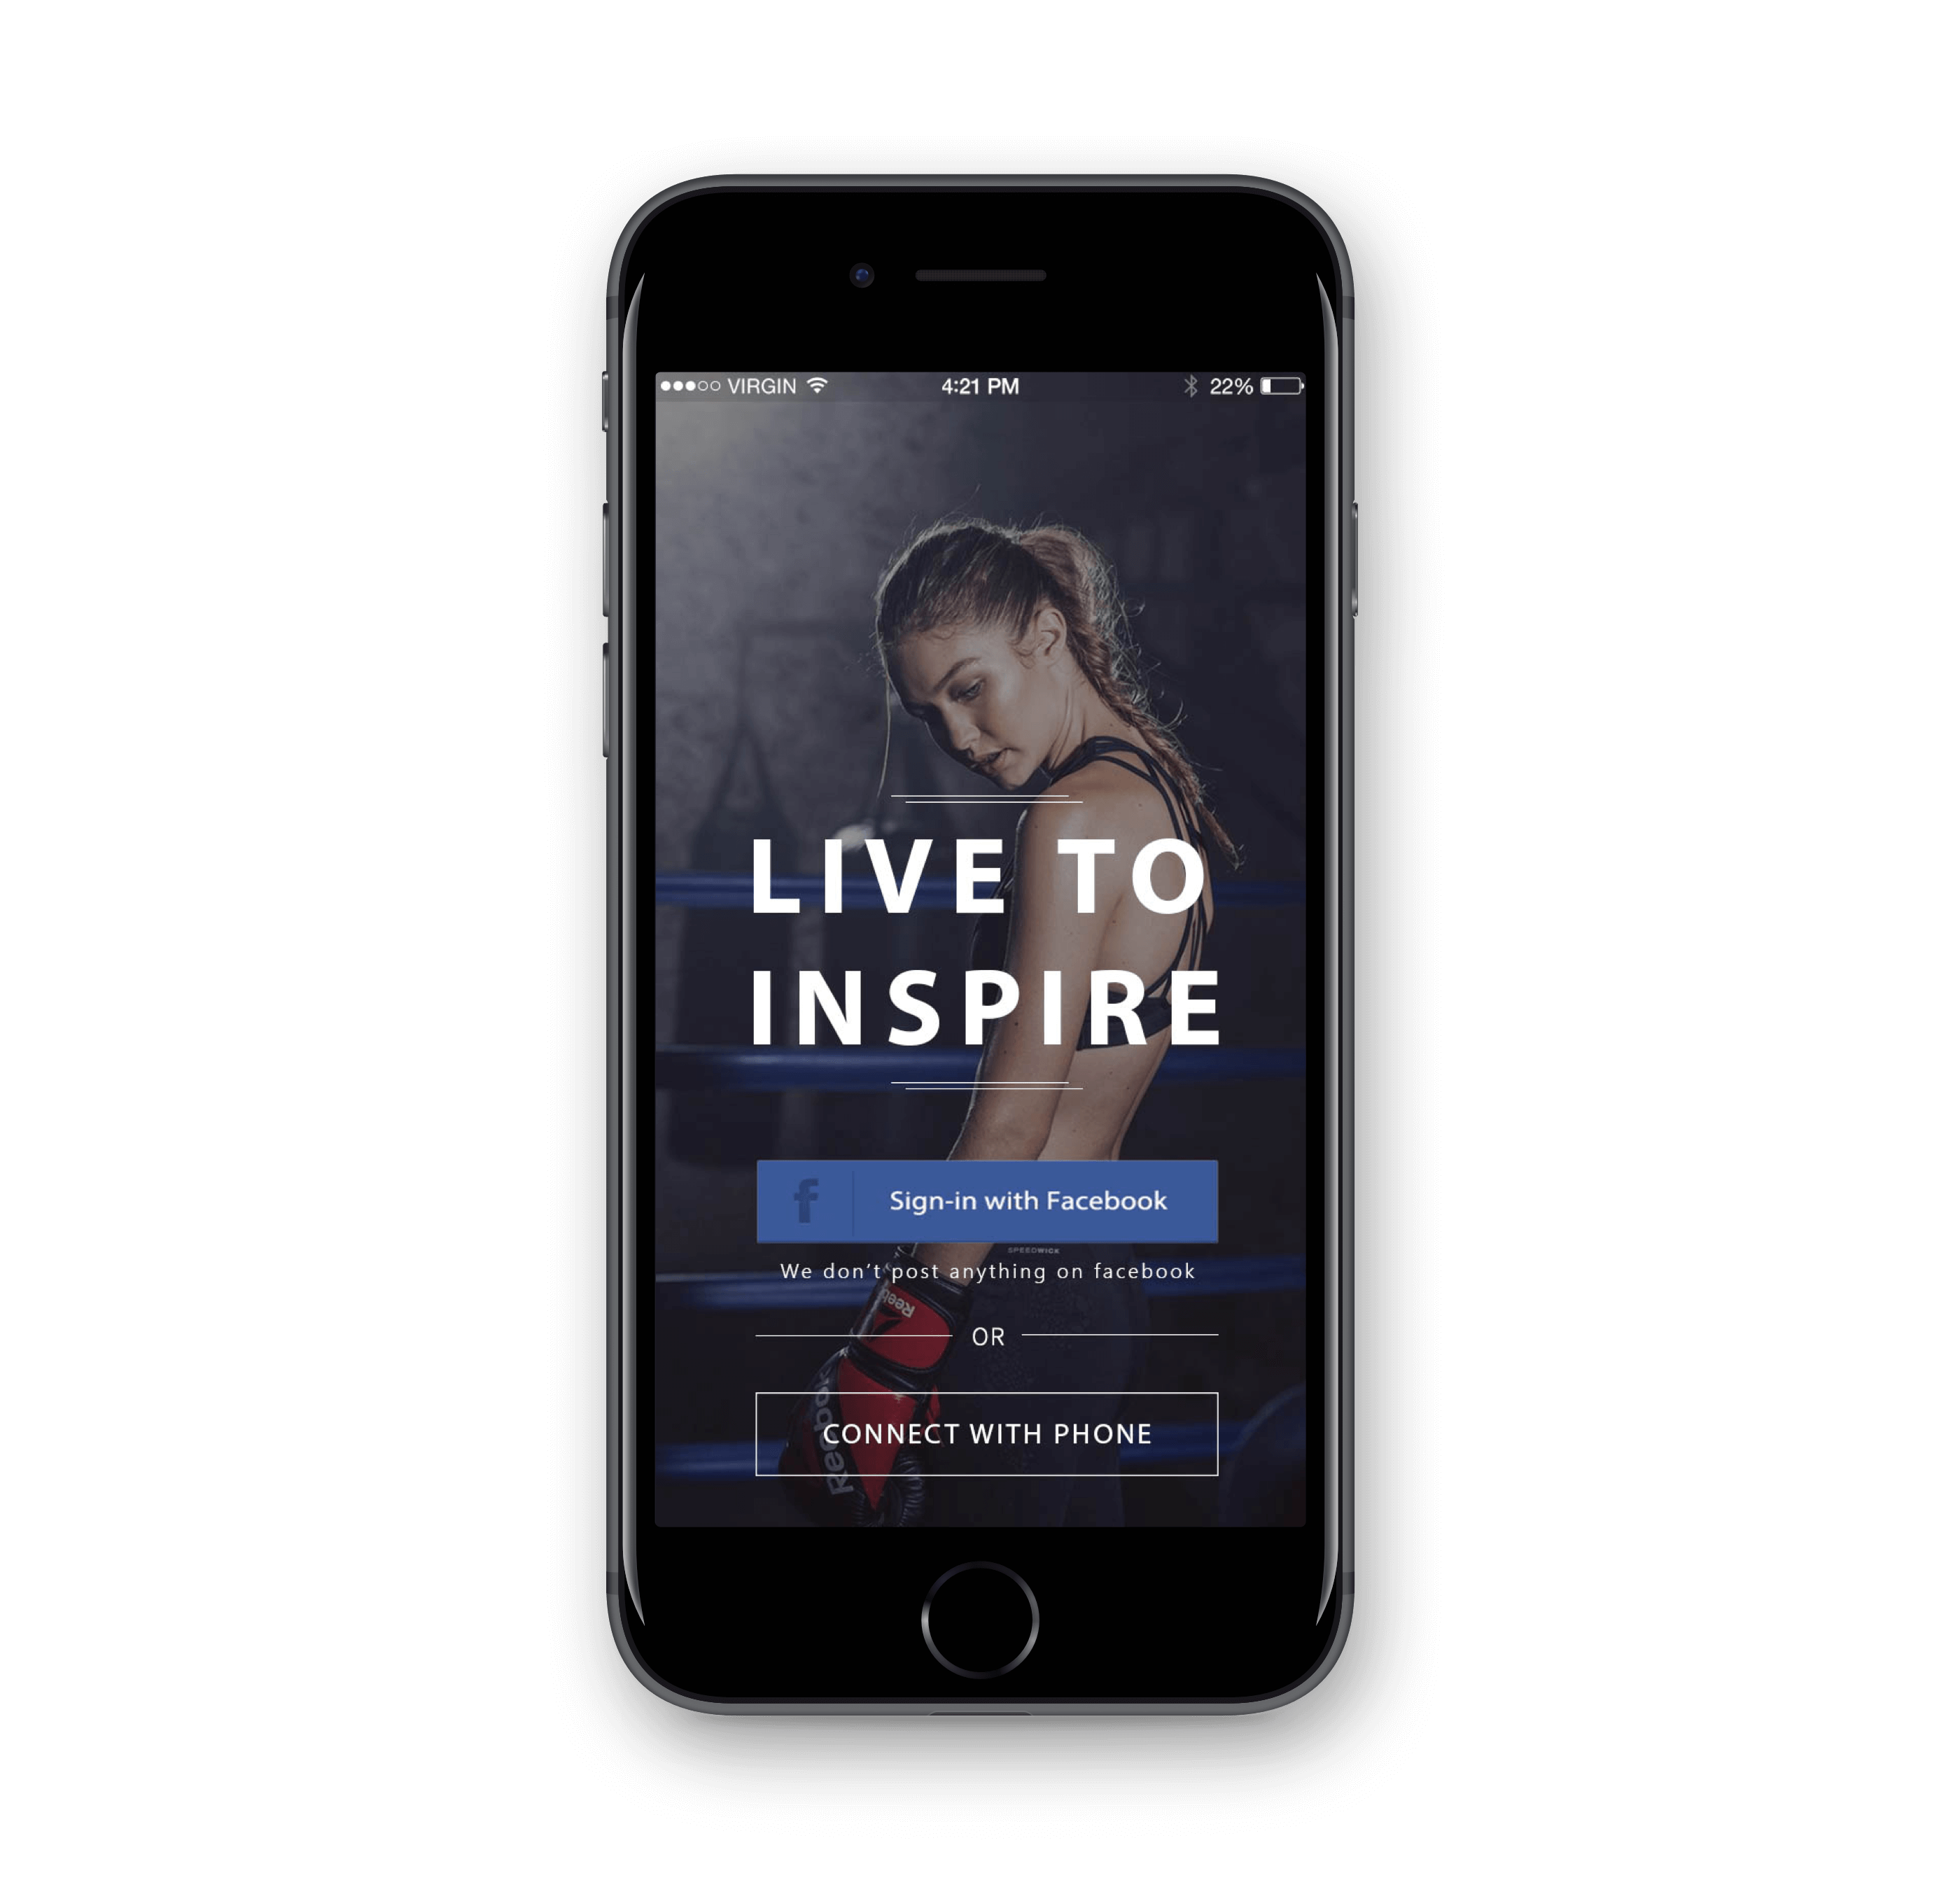 VIRGIN 4:21 PM 22%
LIVE TO
INSPIRE
f Sign-in with Facebook
SPEEDWICK
We don't post anything on facebook
Reebok
OR
Reebok
CONNECT WITH PHONE